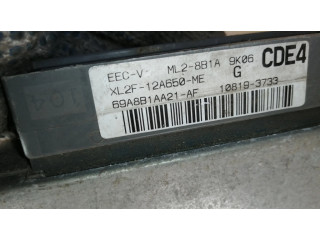 EEC-V ML2-8B1A 9K06 CDE4
XL2F-12A650-ME G
69A8B1AA21-AF 10819-3733